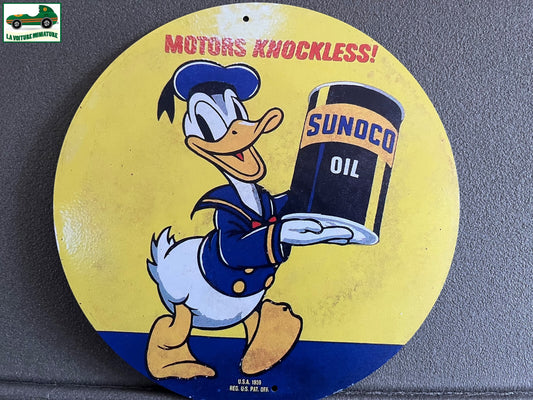 LA VOITURE MINIATURE
MOTORS KNOCKLESS!
SUNOCO
OIL
U.S.A. 1939
REG. U.S. PAT. OFF.